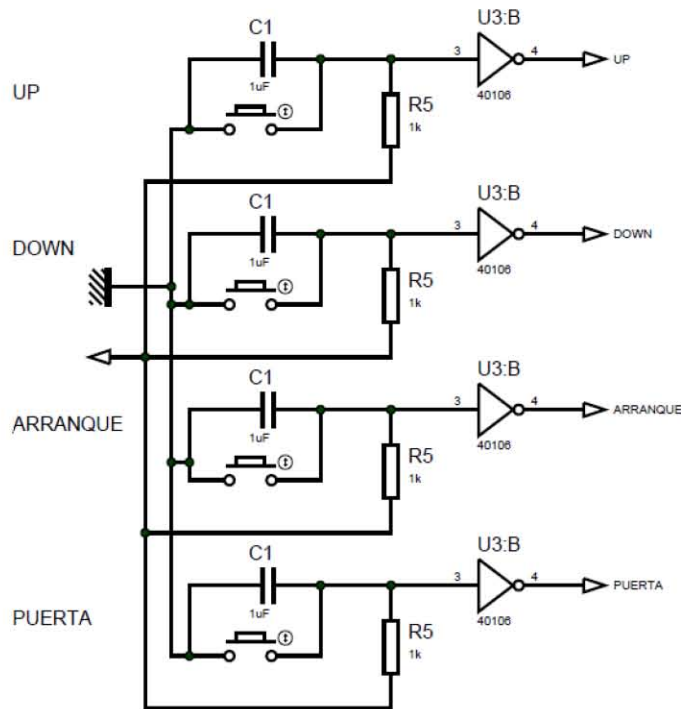 U3:B
C1
3
4
UP
1uF
40106
UP
R5
1k
U3:B
C1
3
4
DOWN
DOWN
1uF
40106
R5
1k
U3:B
C1
3
4
ARRANQUE
ARRANQUE
1uF
40106
R5
1k
U3:B
C1
3
4
PUERTA
1uF
40106
PUERTA
R5
1k